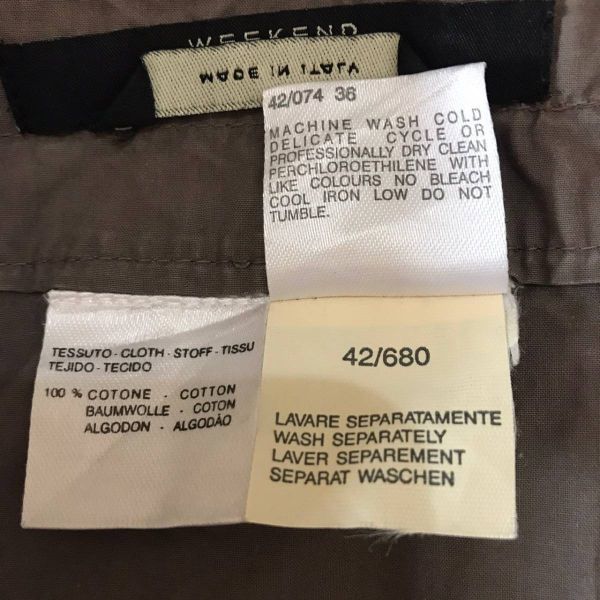 WEEKEND
MADE IN ITALY
42/074 36
MACHINE WASH COLD
DELICATE CYCLE OR
PROFESSIONALLY DRY CLEAN
PERCHLOROETHILENE WITH
LIKE COLOURS NO BLEACH
COOL IRON LOW DO NOT
TUMBLE.
TESSUTO - CLOTH - STOFF - TISSU
TEJIDO - TECIDO
100 % COTONE - COTTON
BAUMWOLLE - COTON
ALGODON - ALGODÃO
42/680
LAVARE SEPARATAMENTE
WASH SEPARATELY
LAVER SEPAREMENT
SEPARAT WASCHEN